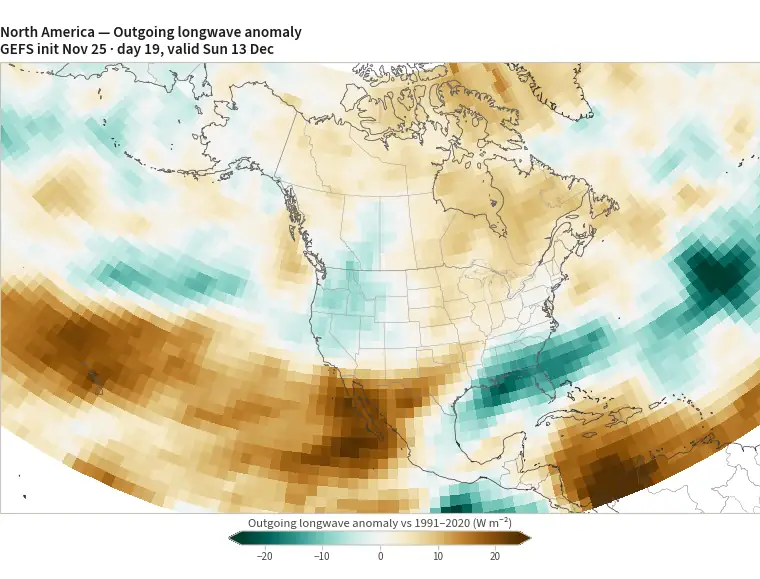 North America — Outgoing longwave anomaly
GEFS init Nov 25 · day 19, valid Sun 13 Dec
Outgoing longwave anomaly vs 1991–2020 (W m⁻²)
−20 −10 0 10 20